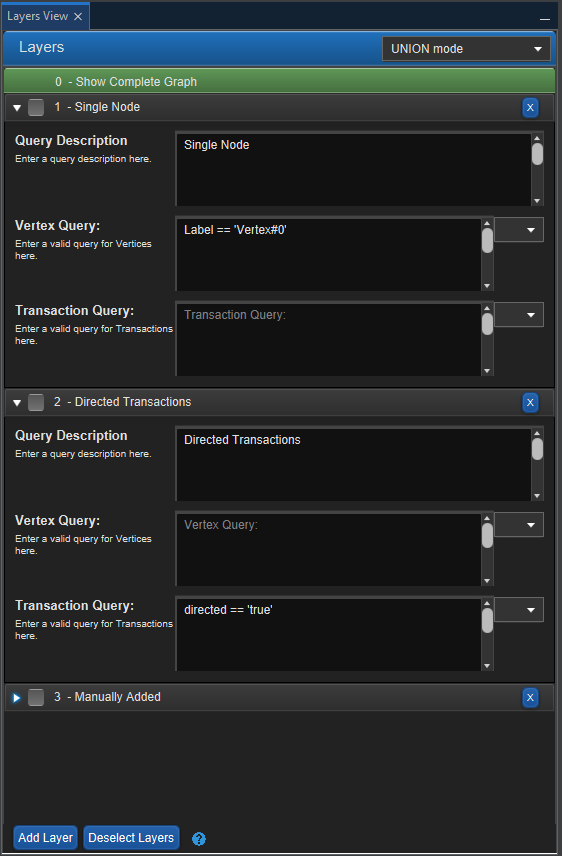 Layers View ×
Layers
UNION mode
0 - Show Complete Graph
1 - Single Node
X
Query Description
Enter a query description here.
Single Node
Vertex Query:
Enter a valid query for Vertices
here.
Label == 'Vertex#0'
Transaction Query:
Enter a valid query for Transactions
here.
Transaction Query:
2 - Directed Transactions
X
Query Description
Enter a query description here.
Directed Transactions
Vertex Query:
Enter a valid query for Vertices
here.
Vertex Query:
Transaction Query:
Enter a valid query for Transactions
here.
directed == 'true'
3 - Manually Added
X
Add Layer
Deselect Layers
?